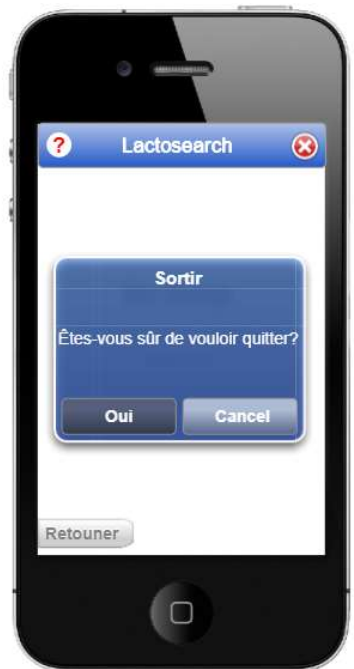 ?
Lactosearch
Sortir
Êtes-vous sûr de vouloir quitter?
Oui
Cancel
Retouner